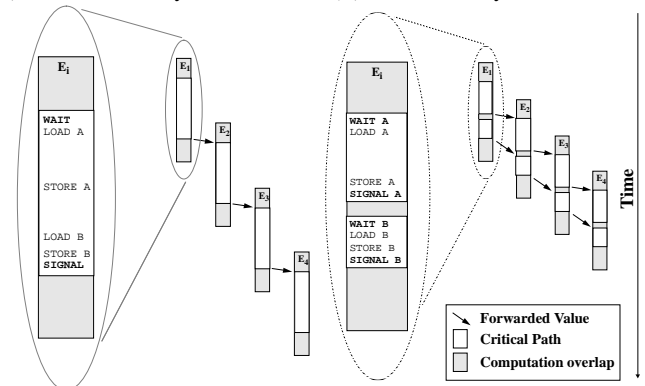 Ei
WAIT
LOAD A
STORE A
LOAD B
STORE B
SIGNAL
E1
E2
E3
E4
Ei
WAIT A
LOAD A
STORE A
SIGNAL A
WAIT B
LOAD B
STORE B
SIGNAL B
E1
E2
E3
E4
Time
Forwarded Value
Critical Path
Computation overlap